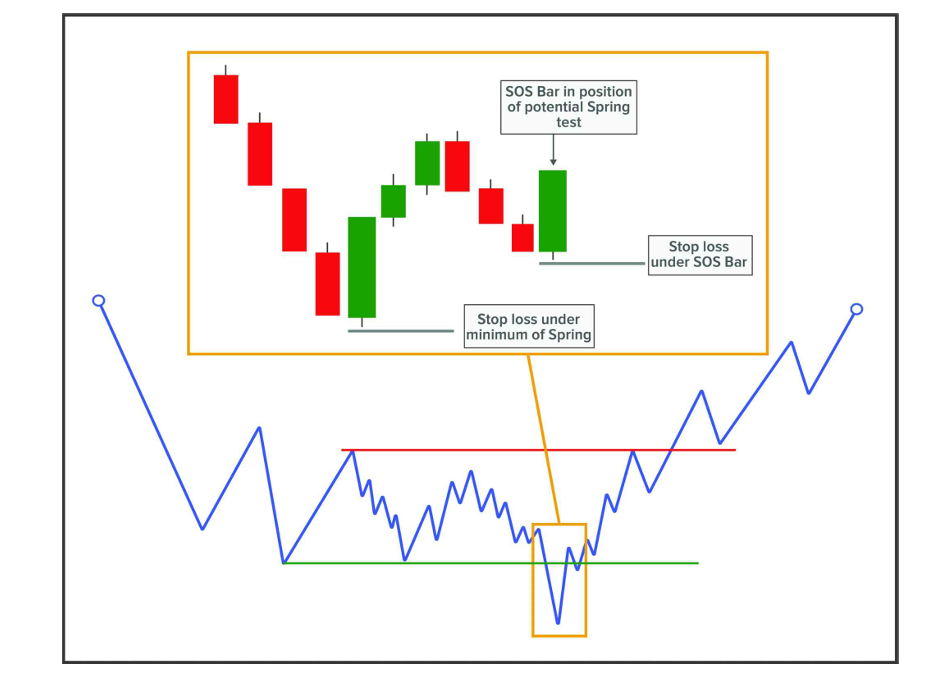 SOS Bar in position
of potential Spring
test
Stop loss
under SOS Bar
Stop loss under
minimum of Spring